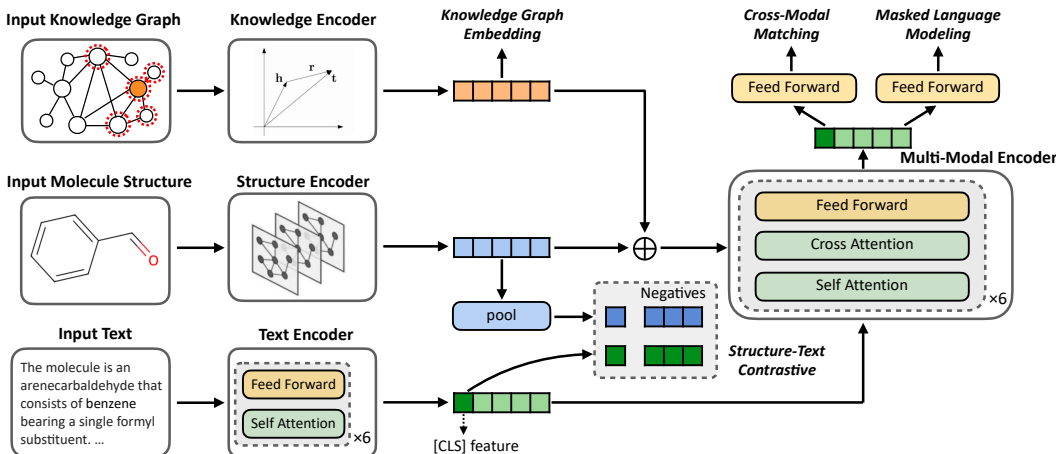 Input Knowledge Graph
Knowledge Encoder
h
r
t
Knowledge Graph
Embedding
Cross-Modal
Matching
Masked Language
Modeling
Feed Forward
Feed Forward
Input Molecule Structure
O
Structure Encoder
pool
Negatives
Structure-Text
Contrastive
Multi-Modal Encoder
Feed Forward
Cross Attention
Self Attention
×6
Input Text
The molecule is an
arenecarbaldehyde that
consists of benzene
bearing a single formyl
substituent. ...
Text Encoder
Feed Forward
Self Attention
×6
[CLS] feature